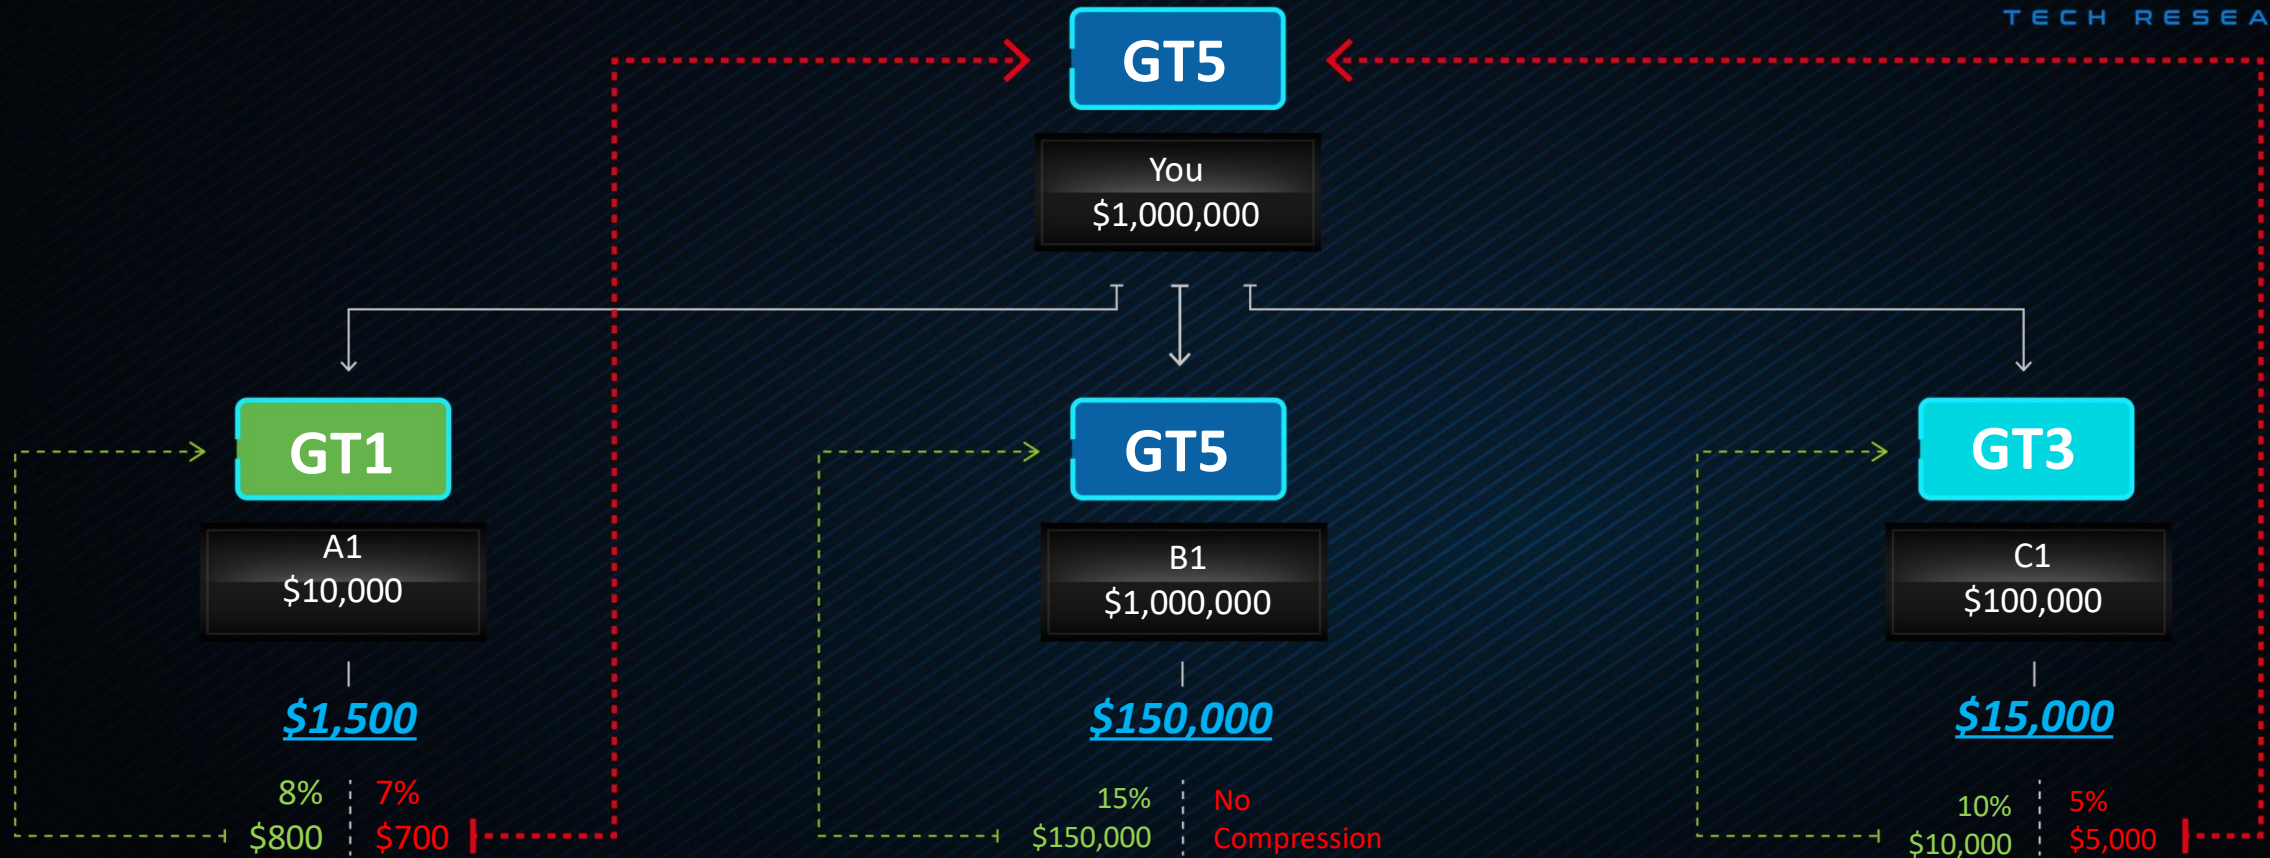 TECH RESEA
GT5
You
$1,000,000
GT1
GT5
GT3
A1
$10,000
B1
$1,000,000
C1
$100,000
$1,500
$150,000
$15,000
8%
7%
$800
$700
15%
No
$150,000
Compression
10%
5%
$10,000
$5,000